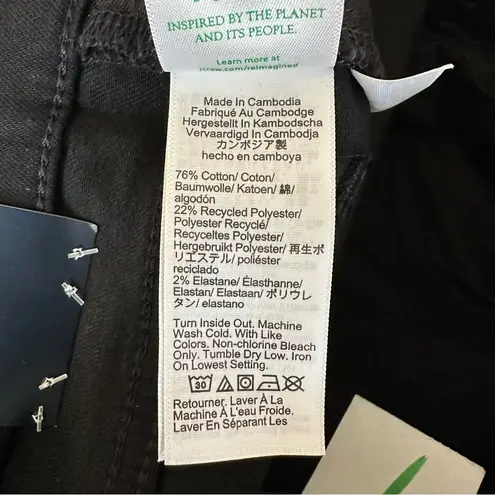 INSPIRED BY THE PLANET
AND ITS PEOPLE.
Learn more at
jcrew.com/reimagined
Made In Cambodia
Fabriqué Au Cambodge
Hergestellt In Kambodscha
Vervaardigd In Cambodja
カンボジア製
hecho en camboya
76% Cotton/ Coton/
Baumwolle/ Katoen/ 綿/
algodón
22% Recycled Polyester/
Polyester Recyclé/
Recyceltes Polyester/
Hergebruikt Polyester/ 再生ポ
リエステル/ poliéster
reciclado
2% Elastane/ Élasthanne/
Elastan/ Elastaan/ ポリウレ
タン/ elastano
Turn Inside Out. Machine
Wash Cold. With Like
Colors. Non-chlorine Bleach
Only. Tumble Dry Low. Iron
On Lowest Setting.
30
Retourner. Laver À La
Machine À L'eau Froide.
Laver En Séparant Les